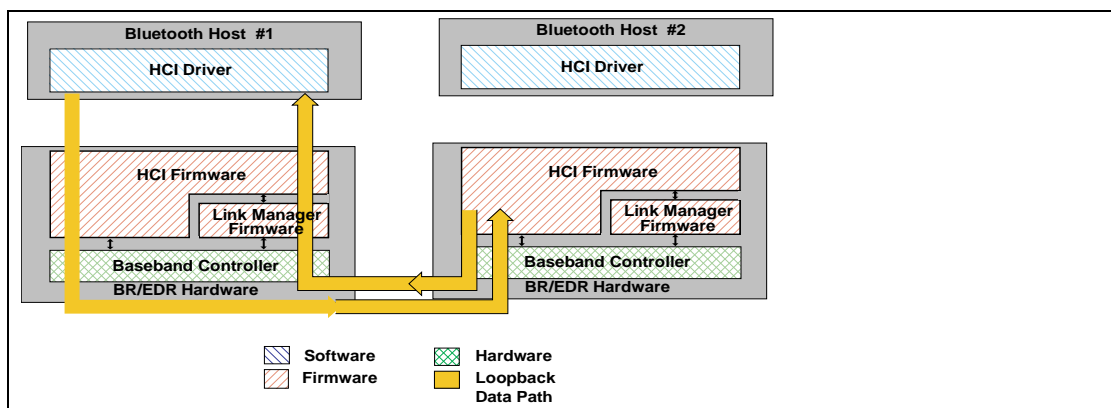 Bluetooth Host #1
HCI Driver
Bluetooth Host #2
HCI Driver
HCI Firmware
Link Manager
Firmware
Baseband Controller
BR/EDR Hardware
HCI Firmware
Link Manager
Firmware
Baseband Controller
BR/EDR Hardware
Software
Hardware
Firmware
Loopback
Data Path